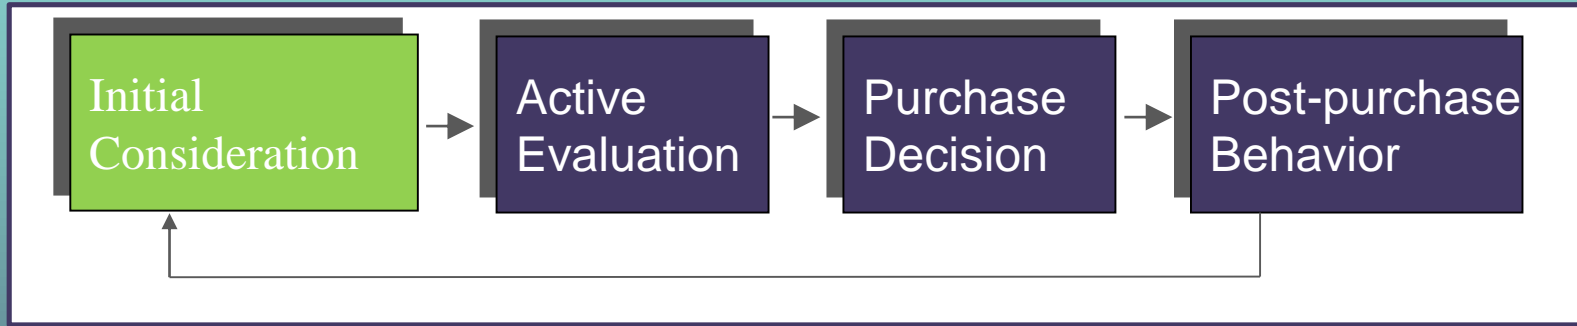 Initial
Consideration
Active
Evaluation
Purchase
Decision
Post-purchase
Behavior